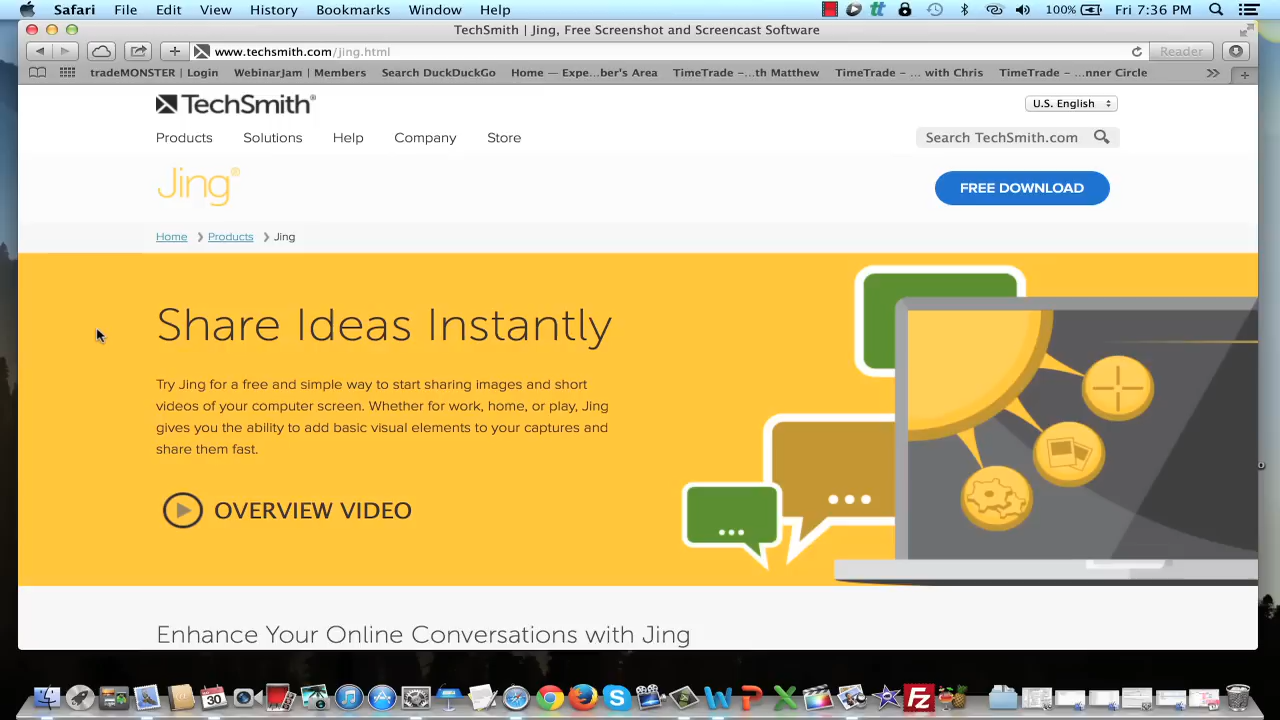 Safari File Edit View History Bookmarks Window Help 100% Fri 7:36 PM
TechSmith | Jing, Free Screenshot and Screencast Software
www.techsmith.com/jing.html Reader
tradeMONSTER | Login WebinarJam | Members Search DuckDuckGo Home — Expe...ber's Area TimeTrade -...th Matthew TimeTrade - ... with Chris TimeTrade - ...nner Circle
TechSmith® U.S. English
Products Solutions Help Company Store Search TechSmith.com
Jing® FREE DOWNLOAD
Home Products Jing
Share Ideas Instantly
Try Jing for a free and simple way to start sharing images and short
videos of your computer screen. Whether for work, home, or play, Jing
gives you the ability to add basic visual elements to your captures and
share them fast.
OVERVIEW VIDEO
Enhance Your Online Conversations with Jing